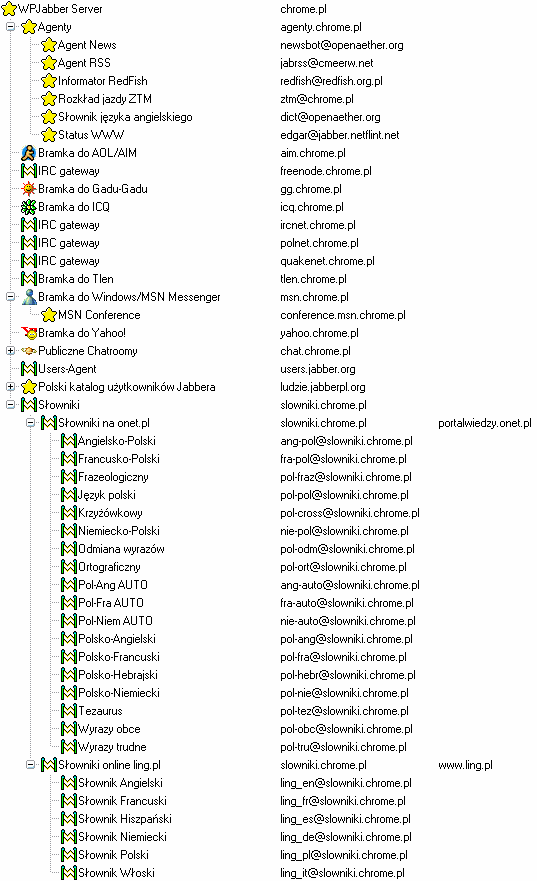 WPJabber Server chrome.pl
Agenty agenty.chrome.pl
Agent News newsbot@openaether.org
Agent RSS jabrss@cmeerw.net
Informator RedFish redfish@redfish.org.pl
Rozkład jazdy ZTM ztm@chrome.pl
Słownik języka angielskiego dict@openaether.org
Status WWW edgar@jabber.netflint.net
Bramka do AOL/AIM aim.chrome.pl
IRC gateway freenode.chrome.pl
Bramka do Gadu-Gadu gg.chrome.pl
Bramka do ICQ icq.chrome.pl
IRC gateway ircnet.chrome.pl
IRC gateway polnet.chrome.pl
IRC gateway quakenet.chrome.pl
Bramka do Tlen tlen.chrome.pl
Bramka do Windows/MSN Messenger msn.chrome.pl
MSN Conference conference.msn.chrome.pl
Bramka do Yahoo! yahoo.chrome.pl
Publiczne Chatroomy chat.chrome.pl
Users-Agent users.jabber.org
Polski katalog użytkowników Jabbera ludzie.jabberpl.org
Słowniki slowniki.chrome.pl
Słowniki na onet.pl slowniki.chrome.pl portalwiedzy.onet.pl
Angielsko-Polski ang-pol@slowniki.chrome.pl
Francusko-Polski fra-pol@slowniki.chrome.pl
Frazeologiczny pol-fraz@slowniki.chrome.pl
Język polski pol-pol@slowniki.chrome.pl
Krzyżówkowy pol-cross@slowniki.chrome.pl
Niemiecko-Polski nie-pol@slowniki.chrome.pl
Odmiana wyrazów pol-odm@slowniki.chrome.pl
Ortograficzny pol-ort@slowniki.chrome.pl
Pol-Ang AUTO ang-auto@slowniki.chrome.pl
Pol-Fra AUTO fra-auto@slowniki.chrome.pl
Pol-Niem AUTO nie-auto@slowniki.chrome.pl
Polsko-Angielski pol-ang@slowniki.chrome.pl
Polsko-Francuski pol-fra@slowniki.chrome.pl
Polsko-Hebrajski pol-hebr@slowniki.chrome.pl
Polsko-Niemiecki pol-nie@slowniki.chrome.pl
Tezaurus pol-tez@slowniki.chrome.pl
Wyrazy obce pol-obc@slowniki.chrome.pl
Wyrazy trudne pol-tru@slowniki.chrome.pl
Słowniki online ling.pl slowniki.chrome.pl www.ling.pl
Słownik Angielski ling_en@slowniki.chrome.pl
Słownik Francuski ling_fr@slowniki.chrome.pl
Słownik Hiszpański ling_es@slowniki.chrome.pl
Słownik Niemiecki ling_de@slowniki.chrome.pl
Słownik Polski ling_pl@slowniki.chrome.pl
Słownik Włoski ling_it@slowniki.chrome.pl